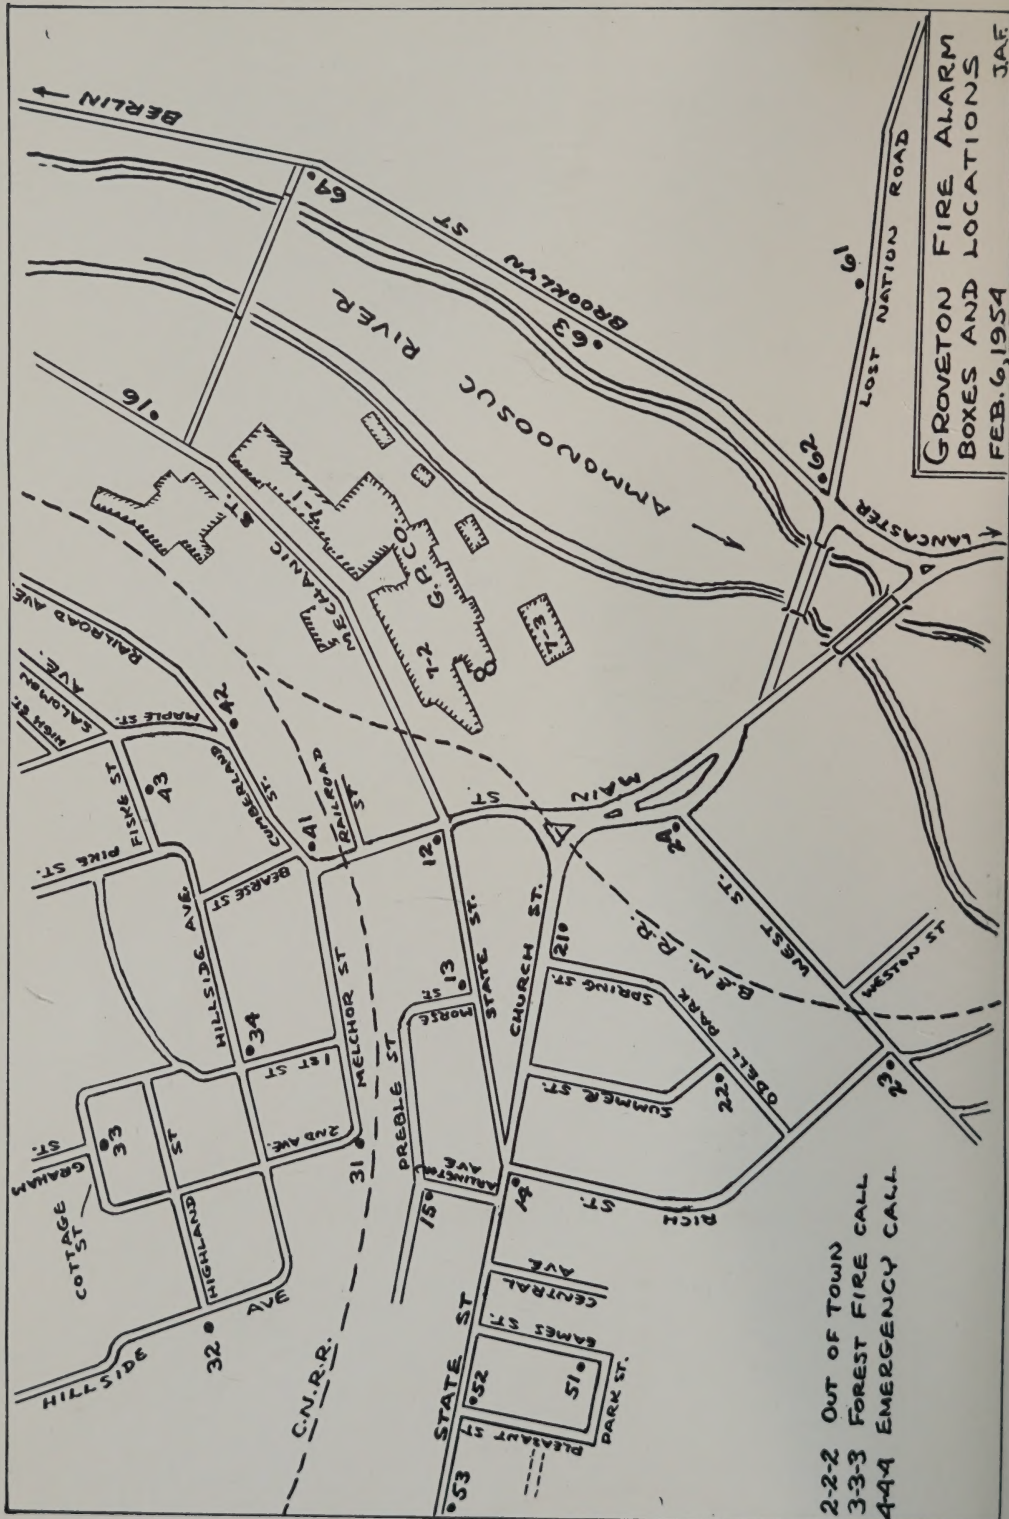 GROVETON FIRE ALARM
BOXES AND LOCATIONS
FEB. 6, 1954 J.A.F.
BERLIN
64
BROOKLYN ST
63
AMMONOOSUC RIVER
61
LOST NATION ROAD
62
LANCASTER
16
MECHANIC ST.
7-1
G.P. CO.
7-2
7-3
RAILROAD AVE.
SALOMON AVE.
HIGH ST.
MAPLE ST.
42
CUMBERLAND ST.
FISKE ST
43
PIKE ST.
41
RAILROAD ST.
BEARSE ST
12
MAIN ST
24
HILLSIDE AVE.
34
MELCHOR ST
1ST ST
2ND AVE.
31
13
MORSE ST.
STATE ST.
CHURCH ST.
21
SPRING ST.
B.&M. R.R.
ODELL PARK
22
SUMMER ST.
WEST ST.
WESTON ST
23
PREBLE ST
ARLINGTON AVE
15
14
RICH ST.
GRAHAM ST.
33
COTTAGE ST
HIGHLAND ST
32
HILLSIDE AVE
C.N.R.R.
CENTRAL AVE
EAMES ST.
STATE ST
52
51
PARK ST.
PLEASANT ST
53
2-2-2 OUT OF TOWN
3-3-3 FOREST FIRE CALL
4-4-4 EMERGENCY CALL